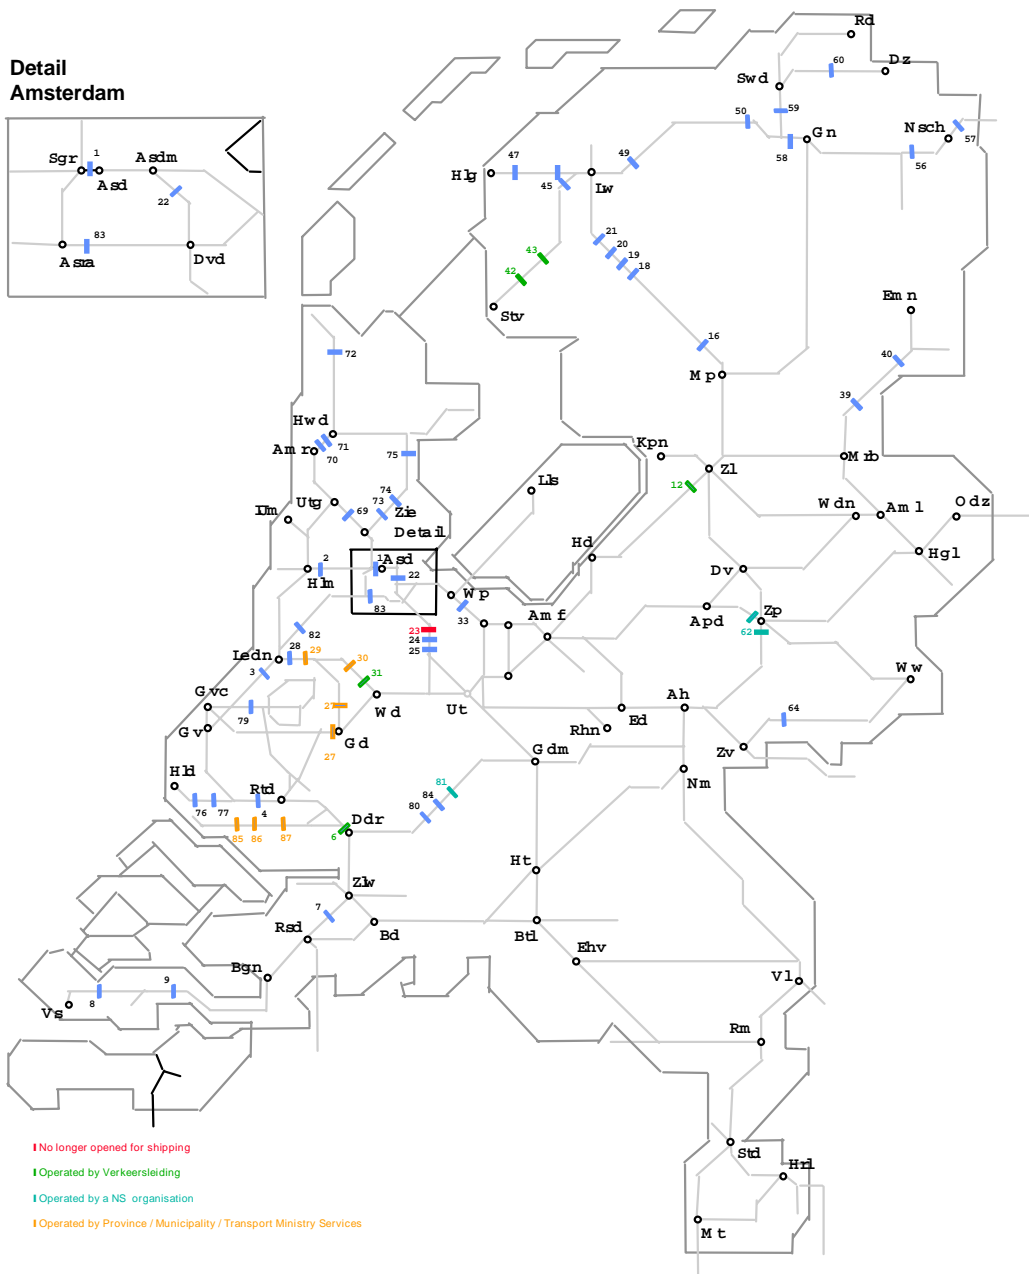 Detail
Amsterdam
Rd
Dz
60
Swd
59
50
Gn
58
Nsch
57
56
Sgr
1
Asd
Asdm
22
83
Asra
Dvd
47
Hlg
45
49
Lw
43
42
Stv
21
20
19
18
16
Mp
Emn
40
39
72
Hwd
Amr
71
70
75
74
73
Zie
Utg
69
IJm
Detail
Kpn
Zl
Mrb
12
Lls
Wdn
Aml
Odz
Hgl
2
Hlm
1
Asd
22
83
Wp
33
Hd
Amf
Dv
Apd
Zp
62
Ww
82
23
24
25
Ledn
28
29
30
31
3
Gvc
79
Gv
27
27
Gd
Wd
Ut
Ah
Ed
Rhn
64
Zv
Gdm
Nm
Hld
76
77
Rtd
4
85
86
87
6
Ddr
81
84
80
Ht
Zlw
7
Rsd
Bd
Btl
Ehv
Bgn
9
8
Vs
Vl
Rm
Std
Hrl
Mt
No longer opened for shipping
Operated by Verkeersleiding
Operated by a NS organisation
Operated by Province / Municipality / Transport Ministry Services